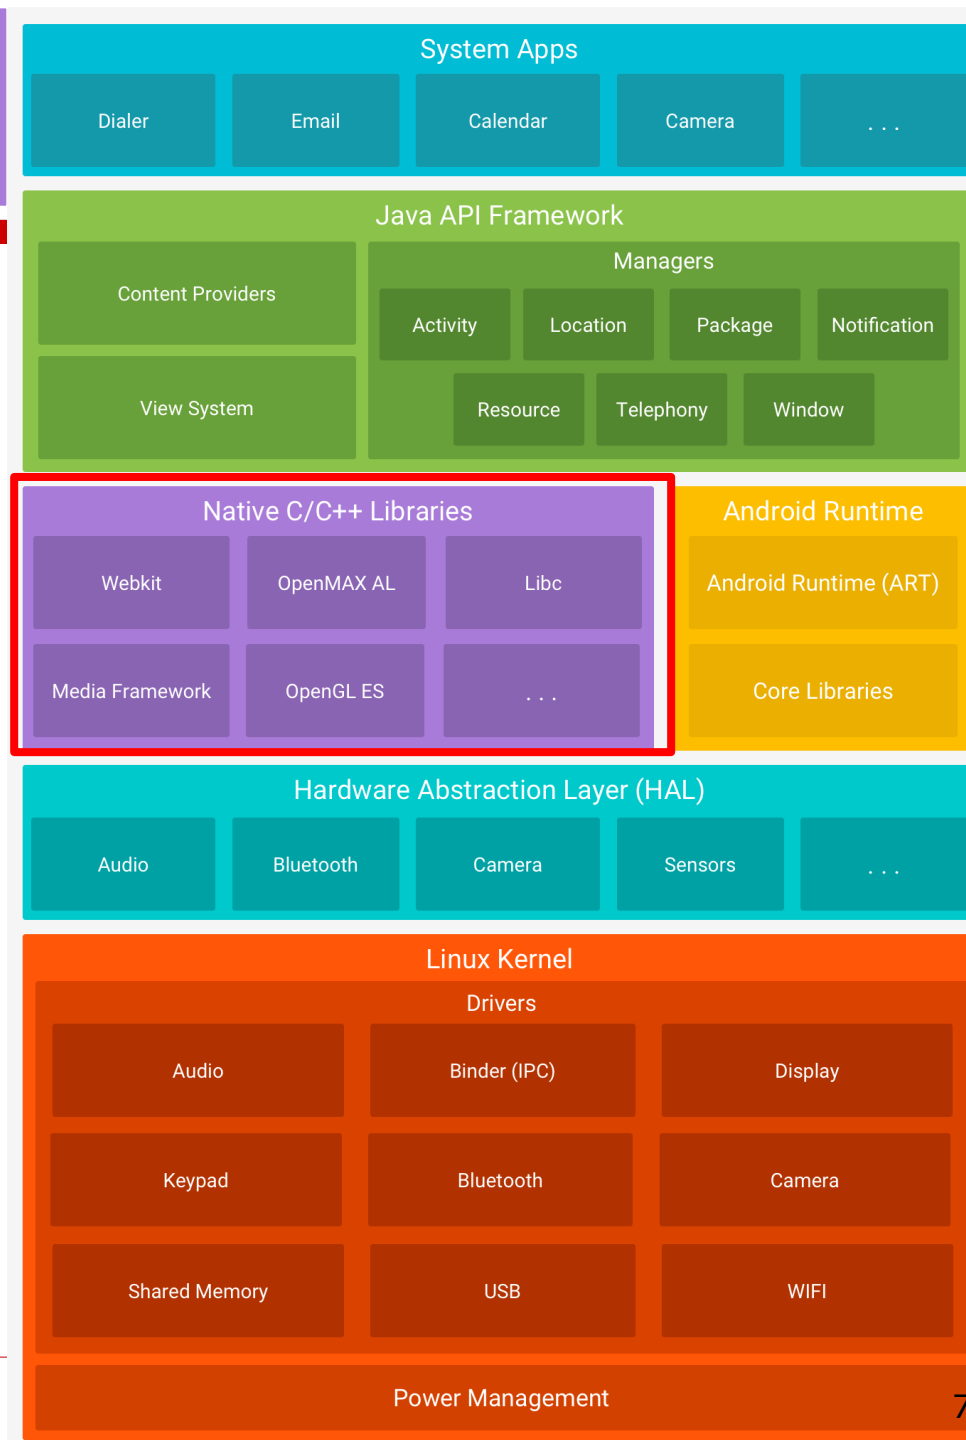 System Apps
Dialer Email Calendar Camera . . .
Java API Framework
Content Providers
View System
Managers
Activity Location Package Notification
Resource Telephony Window
Native C/C++ Libraries
Webkit OpenMAX AL Libc
Media Framework OpenGL ES . . .
Android Runtime
Android Runtime (ART)
Core Libraries
Hardware Abstraction Layer (HAL)
Audio Bluetooth Camera Sensors . . .
Linux Kernel
Drivers
Audio Binder (IPC) Display
Keypad Bluetooth Camera
Shared Memory USB WIFI
Power Management
7